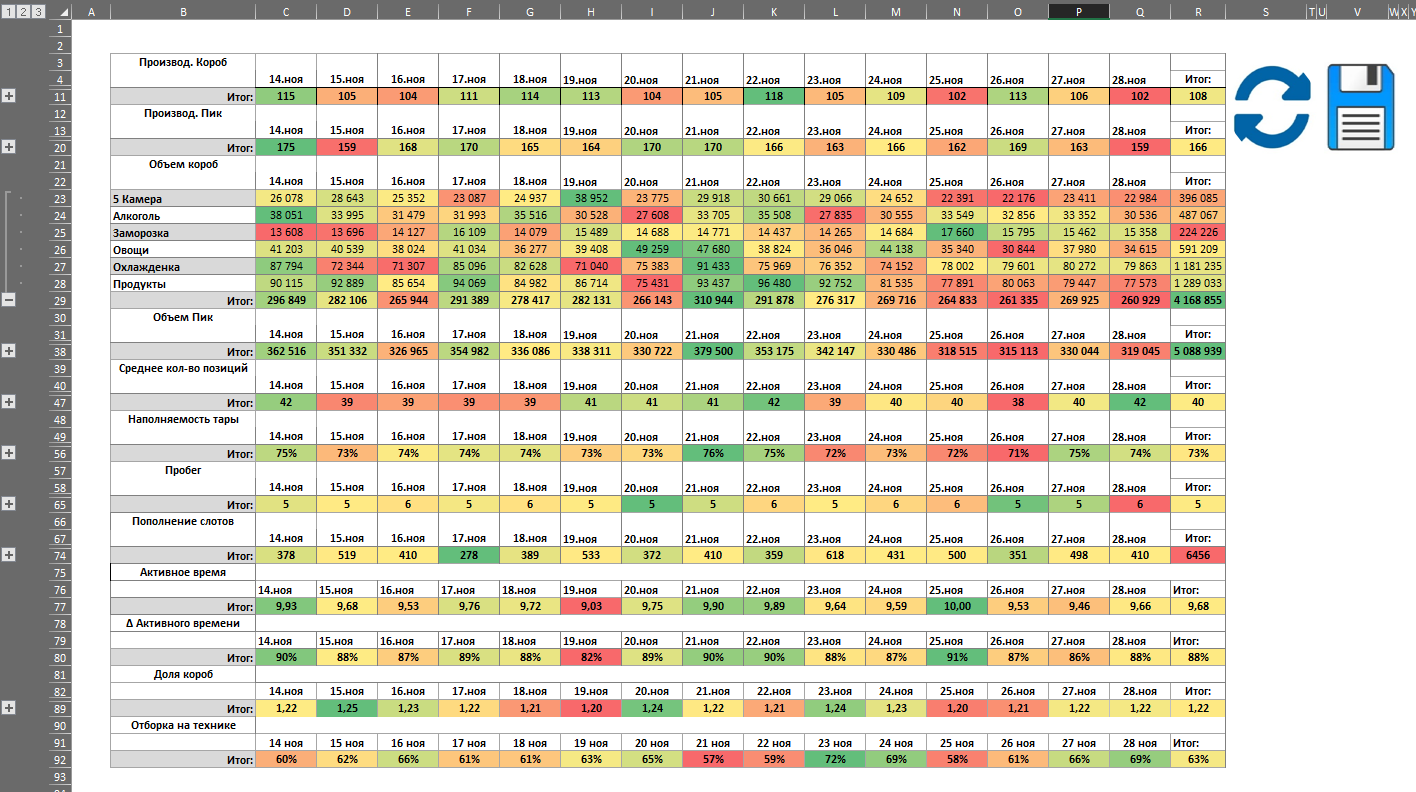 1 2 3 A B C D E F G H I J K L M N O P Q R S T U V W X Y
1
2
3 Производ. Короб
4 14.ноя 15.ноя 16.ноя 17.ноя 18.ноя 19.ноя 20.ноя 21.ноя 22.ноя 23.ноя 24.ноя 25.ноя 26.ноя 27.ноя 28.ноя Итог:
11 Итог: 115 105 104 111 114 113 104 105 118 105 109 102 113 106 102 108
12 Производ. Пик
13 14.ноя 15.ноя 16.ноя 17.ноя 18.ноя 19.ноя 20.ноя 21.ноя 22.ноя 23.ноя 24.ноя 25.ноя 26.ноя 27.ноя 28.ноя Итог:
20 Итог: 175 159 168 170 165 164 170 170 166 163 166 162 169 163 159 166
21 Объем короб
22 14.ноя 15.ноя 16.ноя 17.ноя 18.ноя 19.ноя 20.ноя 21.ноя 22.ноя 23.ноя 24.ноя 25.ноя 26.ноя 27.ноя 28.ноя Итог:
23 5 Камера 26 078 28 643 25 352 23 087 24 937 38 952 23 775 29 918 30 661 29 066 24 652 22 391 22 176 23 411 22 984 396 085
24 Алкоголь 38 051 33 995 31 479 31 993 35 516 30 528 27 608 33 705 35 508 27 835 30 555 33 549 32 856 33 352 30 536 487 067
25 Заморозка 13 608 13 696 14 127 16 109 14 079 15 489 14 688 14 771 14 437 14 265 14 684 17 660 15 795 15 462 15 358 224 226
26 Овощи 41 203 40 539 38 024 41 034 36 277 39 408 49 259 47 680 38 824 36 046 44 138 35 340 30 844 37 980 34 615 591 209
27 Охлажденка 87 794 72 344 71 307 85 096 82 628 71 040 75 383 91 433 75 969 76 352 74 152 78 002 79 601 80 272 79 863 1 181 235
28 Продукты 90 115 92 889 85 654 94 069 84 982 86 714 75 431 93 437 96 480 92 752 81 535 77 891 80 063 79 447 77 573 1 289 033
29 Итог: 296 849 282 106 265 944 291 389 278 417 282 131 266 143 310 944 291 878 276 317 269 716 264 833 261 335 269 925 260 929 4 168 855
30 Объем Пик
31 14.ноя 15.ноя 16.ноя 17.ноя 18.ноя 19.ноя 20.ноя 21.ноя 22.ноя 23.ноя 24.ноя 25.ноя 26.ноя 27.ноя 28.ноя Итог:
38 Итог: 362 516 351 332 326 965 354 982 336 086 338 311 330 722 379 500 353 175 342 147 330 486 318 515 315 113 330 044 319 045 5 088 939
39 Среднее кол-во позиций
40 14.ноя 15.ноя 16.ноя 17.ноя 18.ноя 19.ноя 20.ноя 21.ноя 22.ноя 23.ноя 24.ноя 25.ноя 26.ноя 27.ноя 28.ноя Итог:
47 Итог: 42 39 39 39 39 41 41 41 42 39 40 40 38 40 42 40
48 Наполняемость тары
49 14.ноя 15.ноя 16.ноя 17.ноя 18.ноя 19.ноя 20.ноя 21.ноя 22.ноя 23.ноя 24.ноя 25.ноя 26.ноя 27.ноя 28.ноя Итог:
56 Итог: 75% 73% 74% 74% 74% 73% 73% 76% 75% 72% 73% 72% 71% 75% 74% 73%
57 Пробег
58 14.ноя 15.ноя 16.ноя 17.ноя 18.ноя 19.ноя 20.ноя 21.ноя 22.ноя 23.ноя 24.ноя 25.ноя 26.ноя 27.ноя 28.ноя Итог:
65 Итог: 5 5 6 5 6 5 5 5 6 5 6 6 5 5 6 5
66 Пополнение слотов
67 14.ноя 15.ноя 16.ноя 17.ноя 18.ноя 19.ноя 20.ноя 21.ноя 22.ноя 23.ноя 24.ноя 25.ноя 26.ноя 27.ноя 28.ноя Итог:
74 Итог: 378 519 410 278 389 533 372 410 359 618 431 500 351 498 410 6456
75 Активное время
76 14.ноя 15.ноя 16.ноя 17.ноя 18.ноя 19.ноя 20.ноя 21.ноя 22.ноя 23.ноя 24.ноя 25.ноя 26.ноя 27.ноя 28.ноя Итог:
77 Итог: 9,93 9,68 9,53 9,76 9,72 9,03 9,75 9,90 9,89 9,64 9,59 10,00 9,53 9,46 9,66 9,68
78 Δ Активного времени
79 14.ноя 15.ноя 16.ноя 17.ноя 18.ноя 19.ноя 20.ноя 21.ноя 22.ноя 23.ноя 24.ноя 25.ноя 26.ноя 27.ноя 28.ноя Итог:
80 Итог: 90% 88% 87% 89% 88% 82% 89% 90% 90% 88% 87% 91% 87% 86% 88% 88%
81 Доля короб
82 14.ноя 15.ноя 16.ноя 17.ноя 18.ноя 19.ноя 20.ноя 21.ноя 22.ноя 23.ноя 24.ноя 25.ноя 26.ноя 27.ноя 28.ноя Итог:
89 Итог: 1,22 1,25 1,23 1,22 1,21 1,20 1,24 1,22 1,21 1,24 1,23 1,20 1,21 1,22 1,22 1,22
90 Отборка на технике
91 14 ноя 15 ноя 16 ноя 17 ноя 18 ноя 19 ноя 20 ноя 21 ноя 22 ноя 23 ноя 24 ноя 25 ноя 26 ноя 27 ноя 28 ноя Итог:
92 Итог: 60% 62% 66% 61% 61% 63% 65% 57% 59% 72% 69% 58% 61% 66% 69% 63%
93